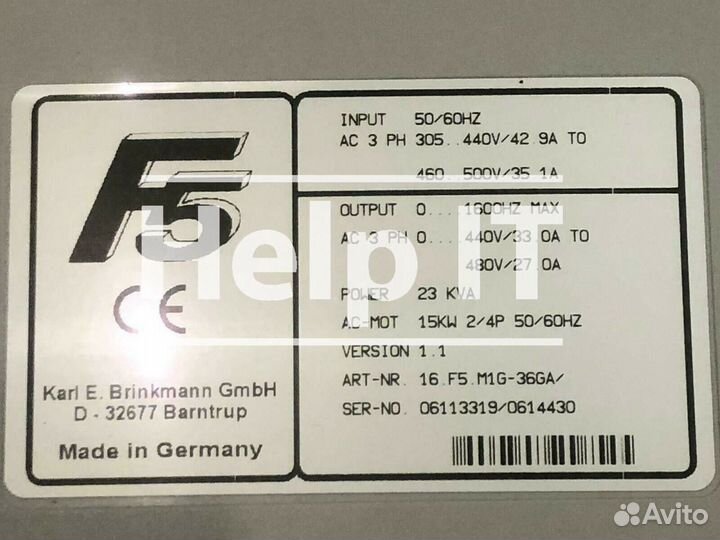 F5
CE
Karl E. Brinkmann GmbH
D - 32677 Barntrup
Made in Germany
INPUT 50/60HZ
AC 3 PH 305..440V/42.9A TO
460..500V/35.1A
OUTPUT 0....1600HZ MAX
AC 3 PH 0....440V/33.0A TO
480V/27.0A
POWER 23 KVA
AC-MOT 15KW 2/4P 50/60HZ
VERSION 1.1
ART-NR. 16.F5.M1G-36GA/
SER-NO. 06113319/0614430
Help IT
Avito